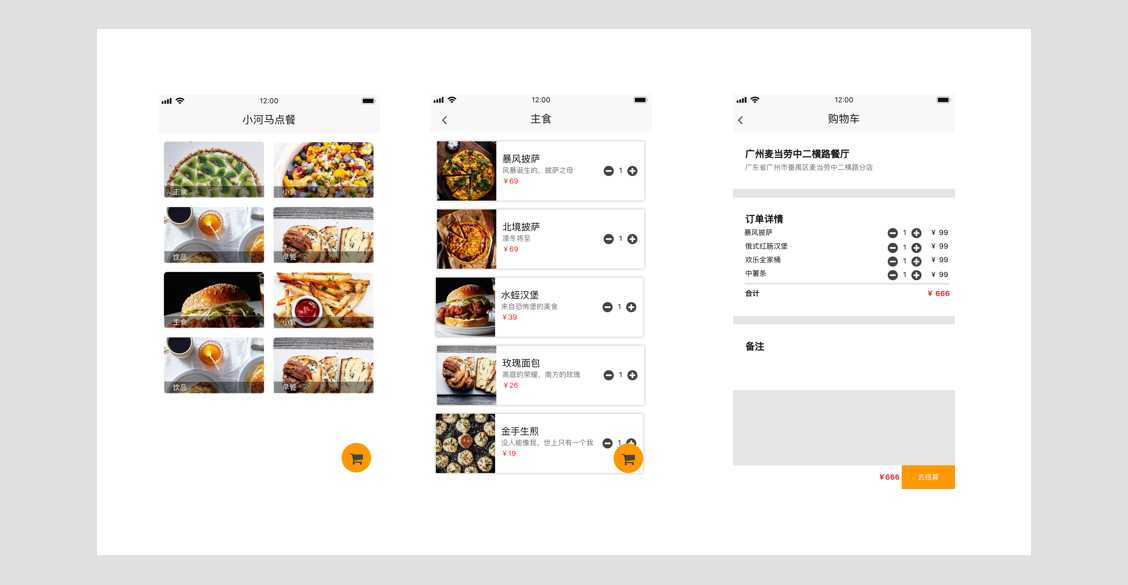 12:00
小河马点餐
主食
小食
饮品
早餐
主食
小食
饮品
早餐
12:00
主食
暴风披萨
风暴诞生的，披萨之母
¥69
1
北境披萨
凛冬将至
¥69
1
水蛭汉堡
来自恐怖堡的美食
¥39
1
玫瑰面包
高庭的荣耀，南方的玫瑰
¥26
1
金手生煎
没人能像我，世上只有一个我
¥19
1
12:00
购物车
广州麦当劳中二横路餐厅
广东省广州市番禺区麦当劳中二横路分店
订单详情
暴风披萨 1 ¥ 99
俄式红肠汉堡 1 ¥ 99
欢乐全家桶 1 ¥ 99
中薯条 1 ¥ 99
合计 ¥ 666
备注
¥666 去结算